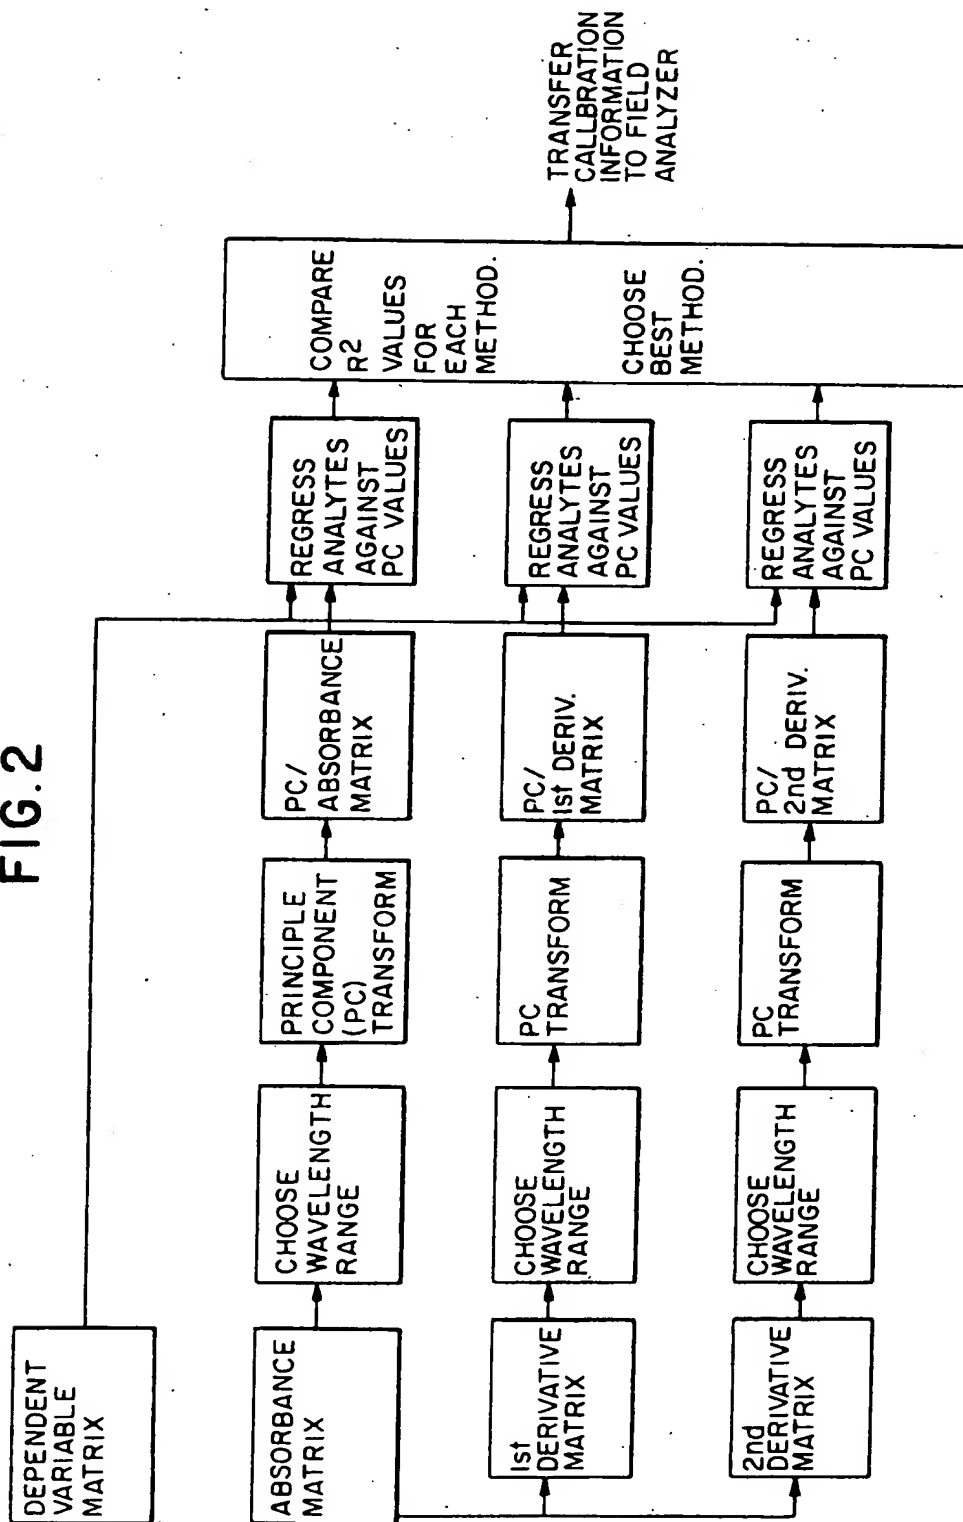 FIG.2
DEPENDENT
VARIABLE
MATRIX
ABSORBANCE
MATRIX
CHOOSE
WAVELENGTH
RANGE
PRINCIPLE
COMPONENT
(PC)
TRANSFORM
PC/
ABSORBANCE
MATRIX
REGRESS
ANALYTES
AGAINST
PC VALUES
1st
DERIVATIVE
MATRIX
CHOOSE
WAVELENGTH
RANGE
PC
TRANSFORM
PC/
1st DERIV.
MATRIX
REGRESS
ANALYTES
AGAINST
PC VALUES
2nd
DERIVATIVE
MATRIX
CHOOSE
WAVELENGTH
RANGE
PC
TRANSFORM
PC/
2nd DERIV.
MATRIX
REGRESS
ANALYTES
AGAINST
PC VALUES
COMPARE
R2
VALUES
FOR
EACH
METHOD.
CHOOSE
BEST
METHOD.
TRANSFER
CALLBRATION
INFORMATION
TO FIELD
ANALYZER